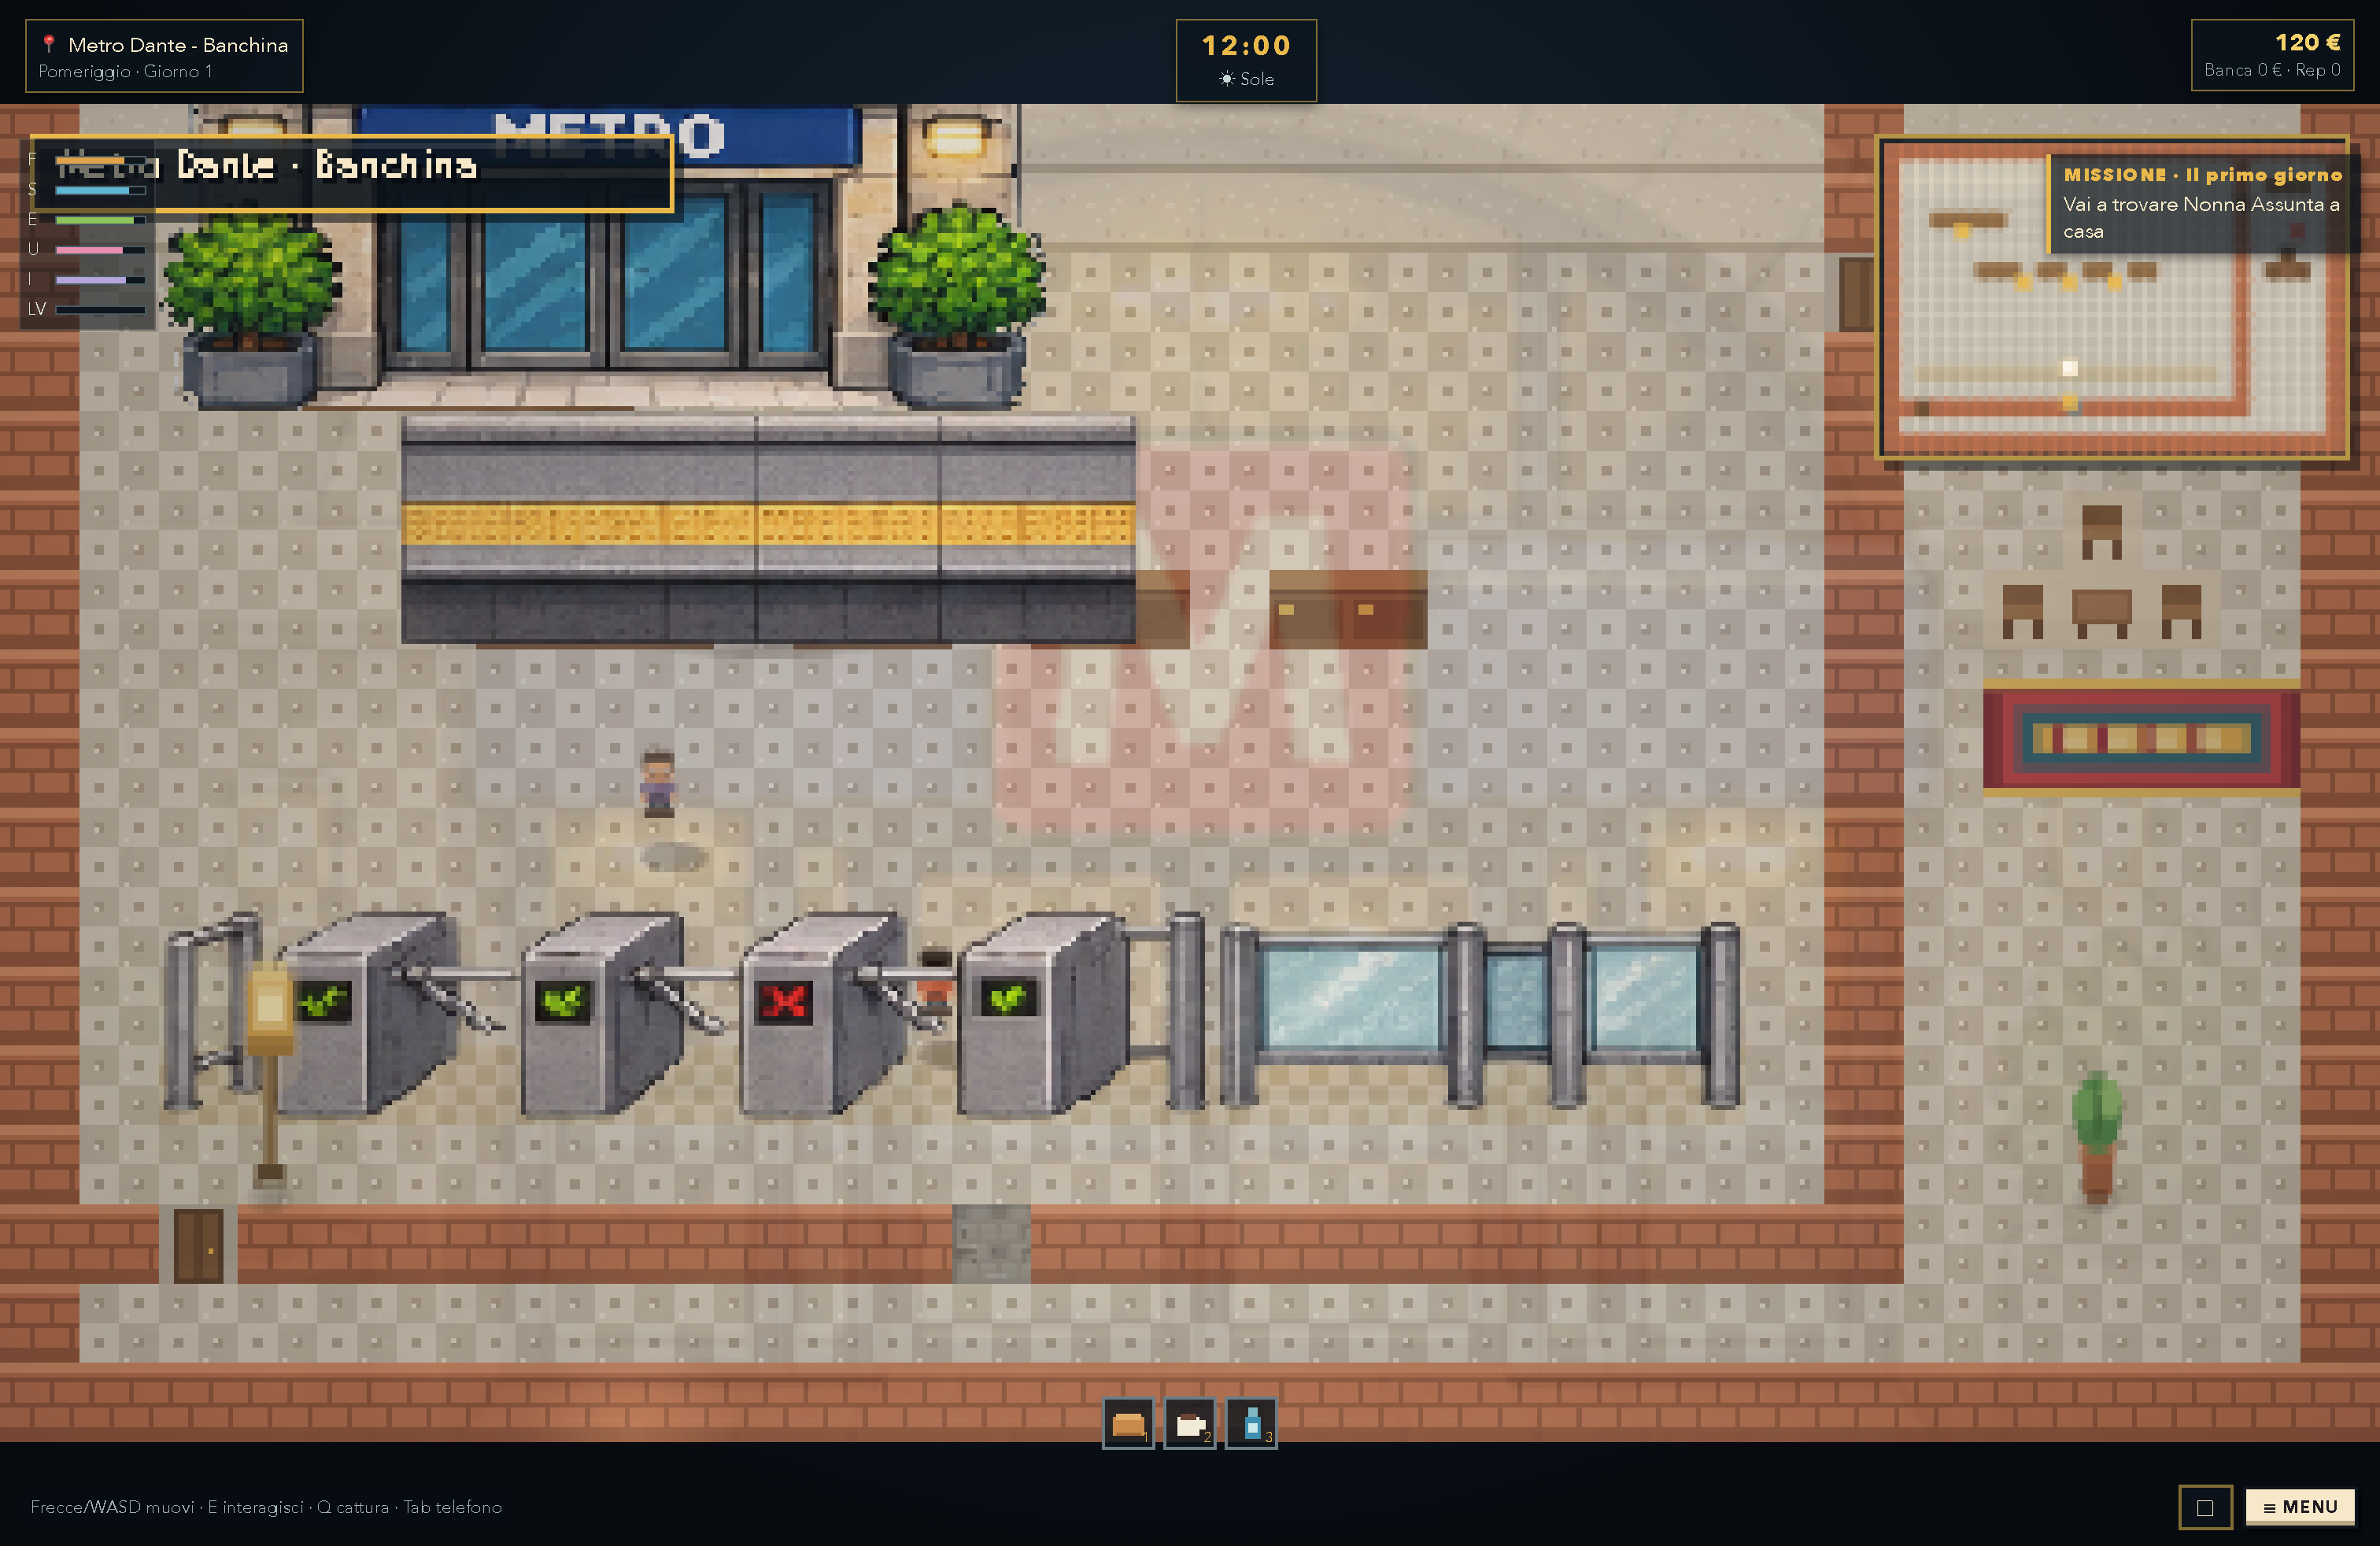 Metro Dante - Banchina
Pomeriggio · Giorno 1
12:00
☀ Sole
120 €
Banca 0 € · Rep 0
METRO
Metro Dante · Banchina
F
S
E
U
I
LV
MISSIONE · Il primo giorno
Vai a trovare Nonna Assunta a
casa
M
1
2
3
Frecce/WASD muovi · E interagisci · Q cattura · Tab telefono
≡ MENU